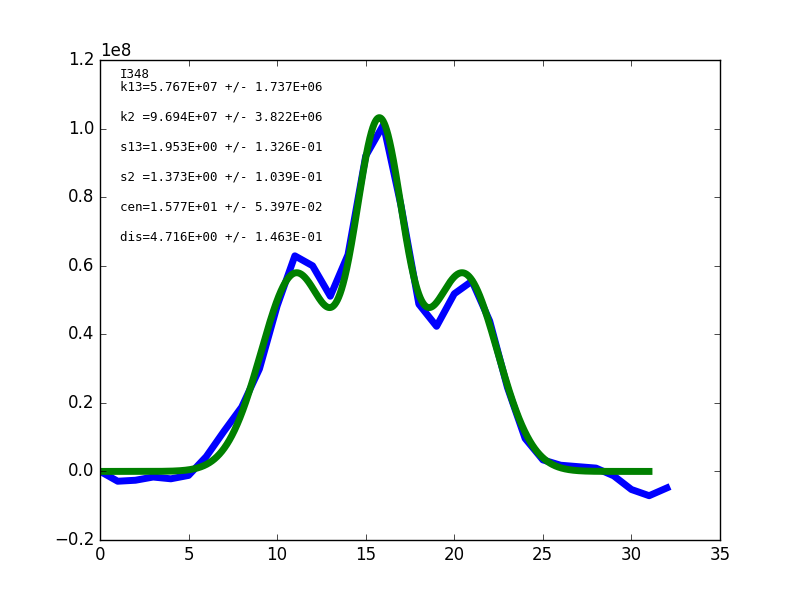 1e8
1.2
1.0
0.8
0.6
0.4
0.2
0.0
−0.2
I348
k13=5.767E+07 +/- 1.737E+06
k2 =9.694E+07 +/- 3.822E+06
s13=1.953E+00 +/- 1.326E-01
s2 =1.373E+00 +/- 1.039E-01
cen=1.577E+01 +/- 5.397E-02
dis=4.716E+00 +/- 1.463E-01
0 5 10 15 20 25 30 35